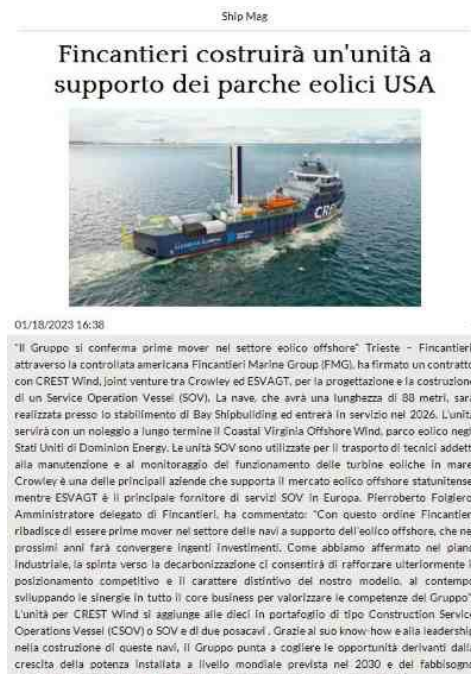 Ship Mag
Fincantieri costruirà un'unità a
supporto dei parche eolici USA
CREST
01/18/2023 16:38
"Il Gruppo si conferma prime mover nel settore eolico offshore" Trieste – Fincantieri
attraverso la controllata americana Fincantieri Marine Group (FMG), ha firmato un contratto
con CREST Wind, joint venture tra Crowley ed ESVAGT, per la progettazione e la costruzione
di un Service Operation Vessel (SOV). La nave, che avrà una lunghezza di 88 metri, sarà
realizzata presso lo stabilimento di Bay Shipbuilding ed entrerà in servizio nel 2026. L'unità
servirà con un noleggio a lungo termine il Coastal Virginia Offshore Wind, parco eolico negli
Stati Uniti di Dominion Energy. Le unità SOV sono utilizzate per il trasporto di tecnici addetti
alla manutenzione e al monitoraggio del funzionamento delle turbine eoliche in mare
Crowley è una delle principali aziende che supporta il mercato eolico offshore statunitense
mentre ESVAGT è il principale fornitore di servizi SOV in Europa. Pierroberto Folgiero
Amministratore delegato di Fincantieri, ha commentato: "Con questo ordine Fincantieri
ribadisce di essere prime mover nel settore delle navi a supporto dell'eolico offshore, che nei
prossimi anni farà convergere ingenti investimenti. Come abbiamo affermato nel piano
industriale, la spinta verso la decarbonizzazione ci consentirà di rafforzare ulteriormente il
posizionamento competitivo e il carattere distintivo del nostro modello, al contempo
sviluppando le sinergie in tutto il core business per valorizzare le competenze del Gruppo"
L'unità per CREST Wind si aggiunge alle dieci in portafoglio di tipo Construction Service
Operations Vessel (CSOV) o SOV e di due posacavi . Grazie al suo know-how e alla leadership
nella costruzione di queste navi, il Gruppo punta a cogliere le opportunità derivanti dalla
crescita della potenza installata a livello mondiale prevista nel 2030 e del fabbisogno